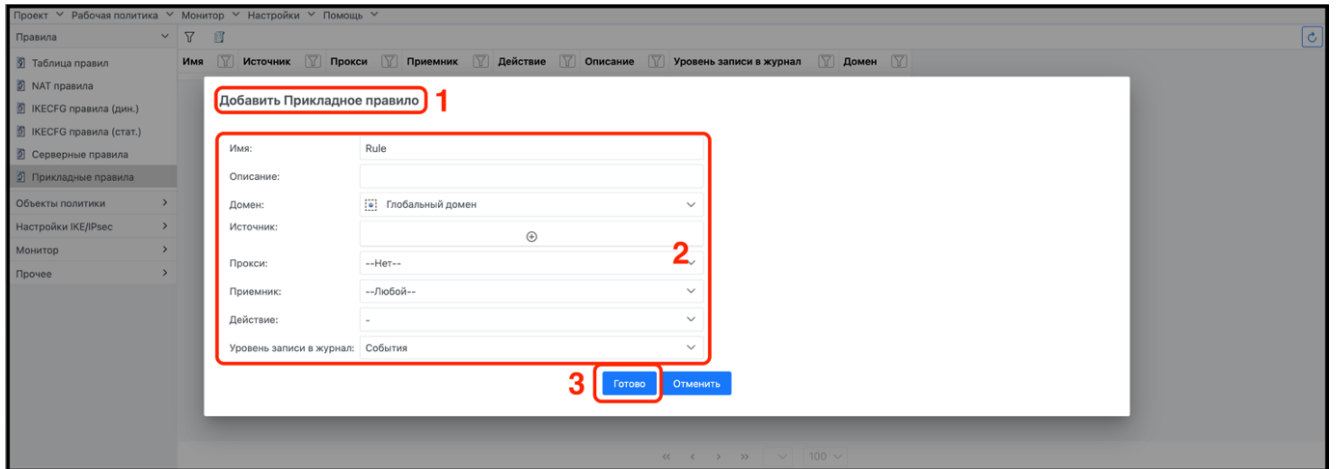 Проект Рабочая политика Монитор Настройки Помощь
Правила
Таблица правил
NAT правила
IKECFG правила (дин.)
IKECFG правила (стат.)
Серверные правила
Прикладные правила
Объекты политики
Настройки IKE/IPsec
Монитор
Прочее
Имя Источник Прокси Приемник Действие Описание Уровень записи в журнал Домен
Добавить Прикладное правило 1
Имя: Rule
Описание:
Домен: Глобальный домен
Источник:
2
Прокси: --Нет--
Приемник: --Любой--
Действие: -
Уровень записи в журнал: События
3 Готово Отменить
<< < > >> 100